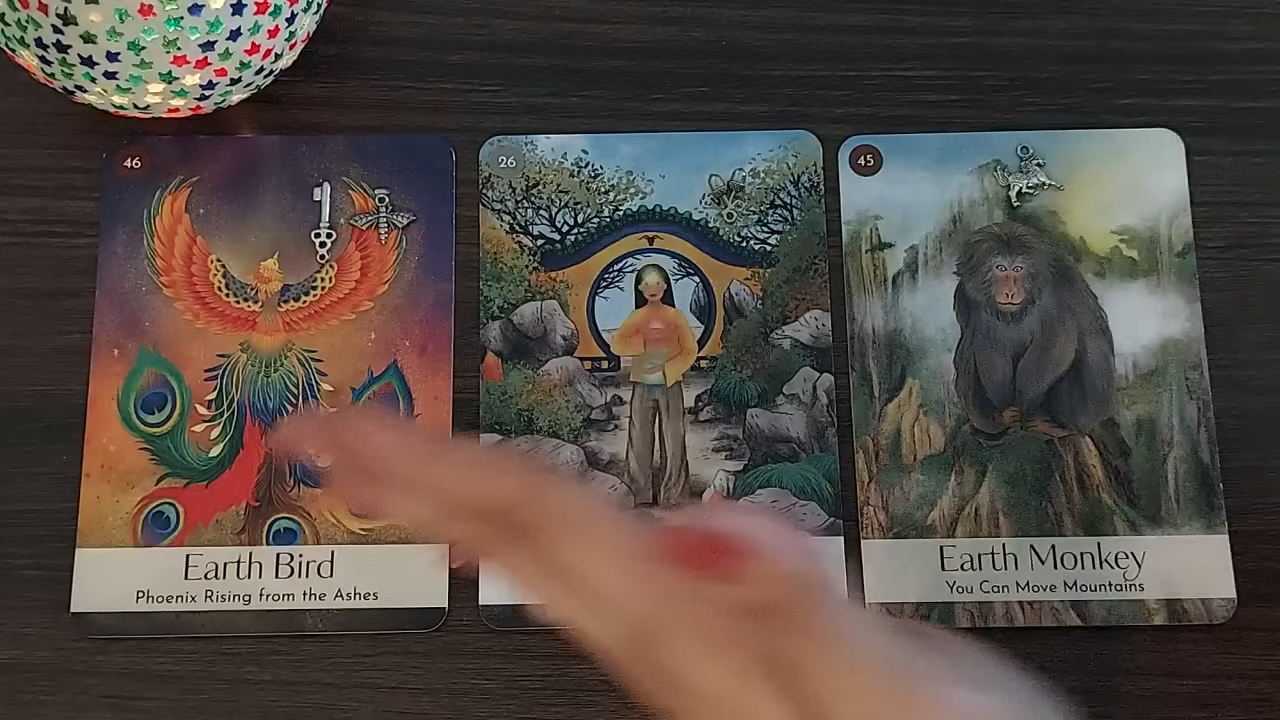 46
Earth Bird
Phoenix Rising from the Ashes
26
45
Earth Monkey
You Can Move Mountains